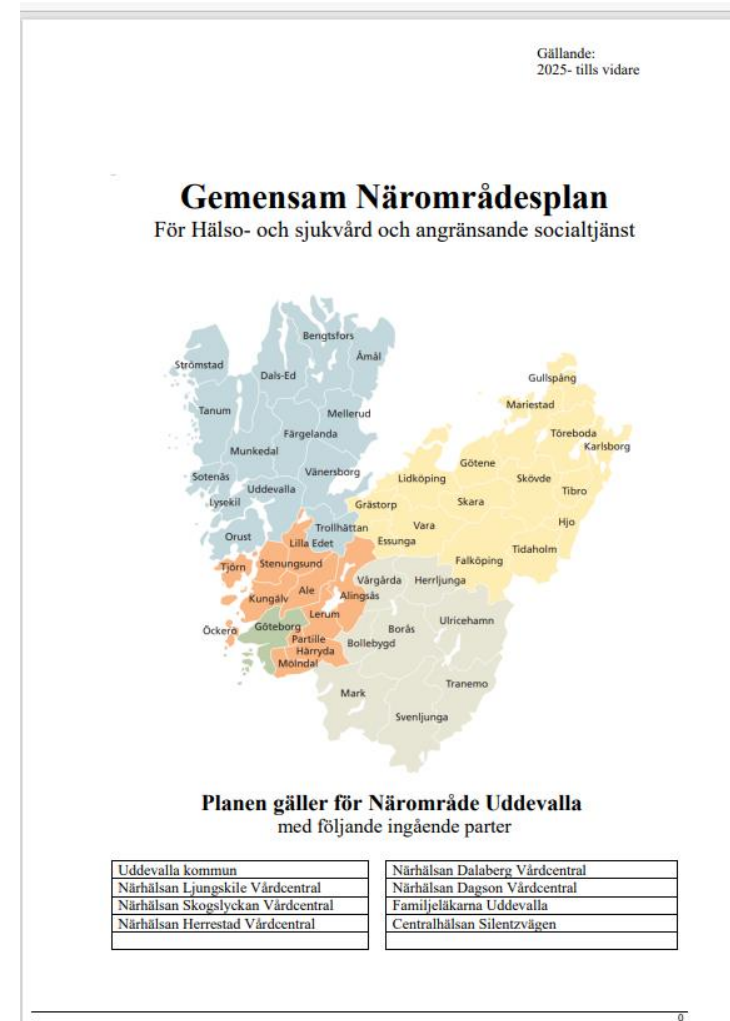 Gällande:
2025- tills vidare
Gemensam Närområdesplan
För Hälso- och sjukvård och angränsande socialtjänst
Bengtsfors
Åmål
Strömstad
Dals-Ed
Gullspång
Tanum
Mellerud
Mariestad
Färgelanda
Töreboda
Karlsborg
Munkedal
Götene
Vänersborg
Sotenäs
Lidköping
Skövde
Tibro
Uddevalla
Lysekil
Grästorp
Skara
Hjo
Trollhättan
Vara
Orust
Lilla Edet
Essunga
Tidaholm
Falköping
Tjörn
Stenungsund
Vårgårda
Herrljunga
Ale
Alingsås
Kungälv
Lerum
Ulricehamn
Öckerö
Göteborg
Borås
Partille
Bollebygd
Härryda
Mölndal
Tranemo
Mark
Svenljunga
Planen gäller för Närområde Uddevalla
med följande ingående parter
Uddevalla kommun
Närhälsan Ljungskile Vårdcentral
Närhälsan Skogslyckan Vårdcentral
Närhälsan Herrestad Vårdcentral
Närhälsan Dalaberg Vårdcentral
Närhälsan Dagson Vårdcentral
Familjeläkarna Uddevalla
Centralhälsan Silentzvägen
0